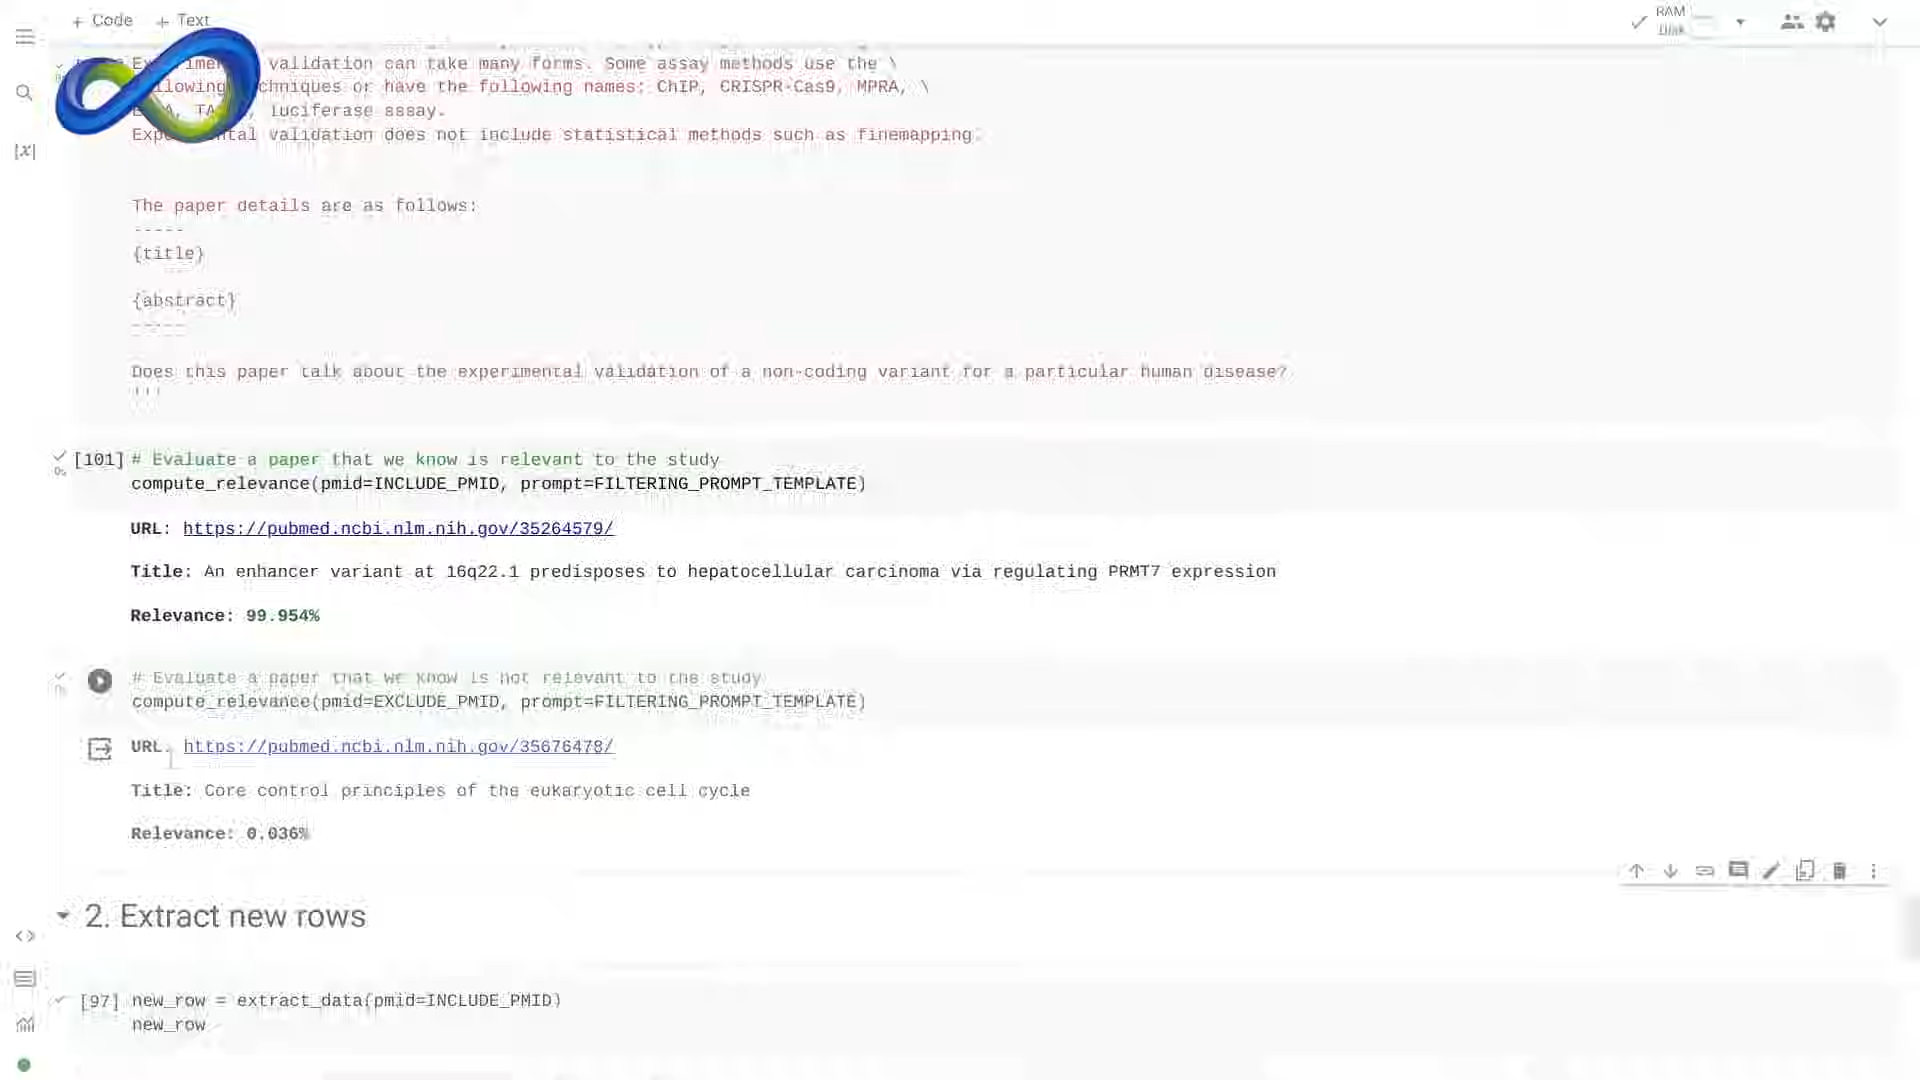 + Code + Text
RAM
Disk
validation can take many forms. Some assay methods use the \
techniques or have the following names: ChIP, CRISPR-Cas9, MPRA, \
luciferase assay.
validation does not include statistical methods such as finemapping.
The paper details are as follows:
-----
{title}
{abstract}
-----
Does this paper talk about the experimental validation of a non-coding variant for a particular human disease?
'''
[101] # Evaluate a paper that we know is relevant to the study
0s compute_relevance(pmid=INCLUDE_PMID, prompt=FILTERING_PROMPT_TEMPLATE)
URL: https://pubmed.ncbi.nlm.nih.gov/35264579/
Title: An enhancer variant at 16q22.1 predisposes to hepatocellular carcinoma via regulating PRMT7 expression
Relevance: 99.954%
# Evaluate a paper that we know is not relevant to the study
compute_relevance(pmid=EXCLUDE_PMID, prompt=FILTERING_PROMPT_TEMPLATE)
URL: https://pubmed.ncbi.nlm.nih.gov/35676478/
Title: Core control principles of the eukaryotic cell cycle
Relevance: 0.036%
2. Extract new rows
[97] new_row = extract_data(pmid=INCLUDE_PMID)
new_row